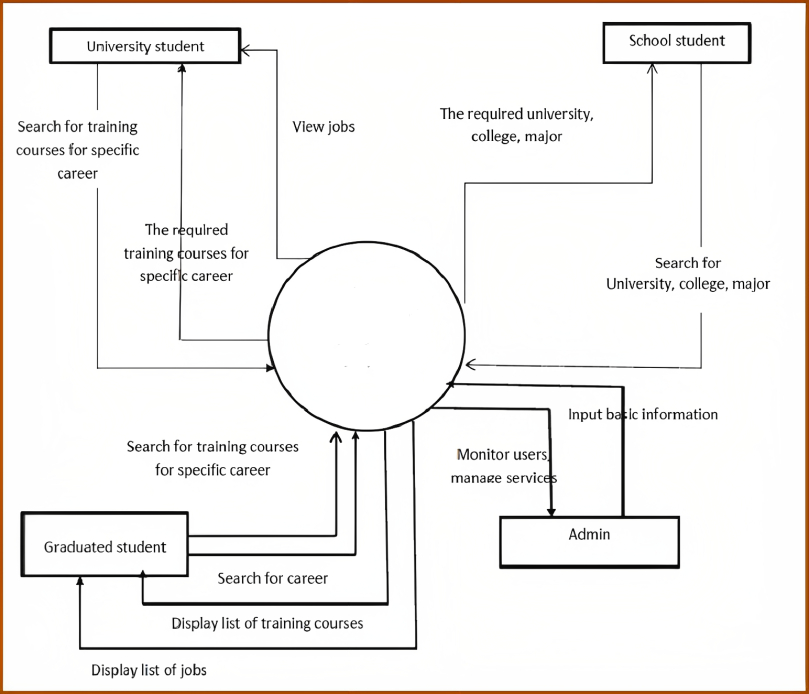 University student
School student
Search for training
courses for specific
career
View jobs
The required university,
college, major
The required
training courses for
specific career
Search for
University, college, major
Input basic information
Search for training courses
for specific career
Monitor users,
manage services
Graduated student
Admin
Search for career
Display list of training courses
Display list of jobs